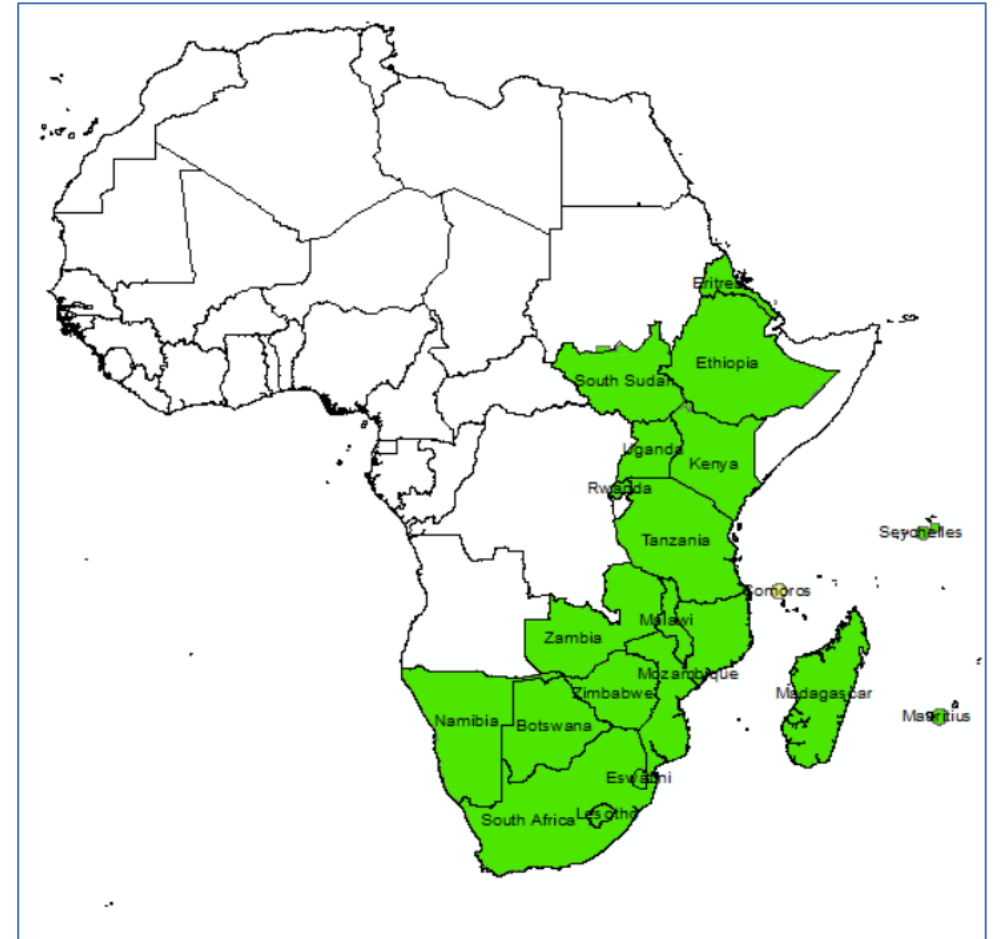 Eritrea
Ethiopia
South Sudan
Uganda
Kenya
Rwanda
Seychelles
Tanzania
Comoros
Malawi
Zambia
Mozambique
Zimbabwe
Madagascar
Mauritius
Namibia
Botswana
Eswatini
Lesotho
South Africa